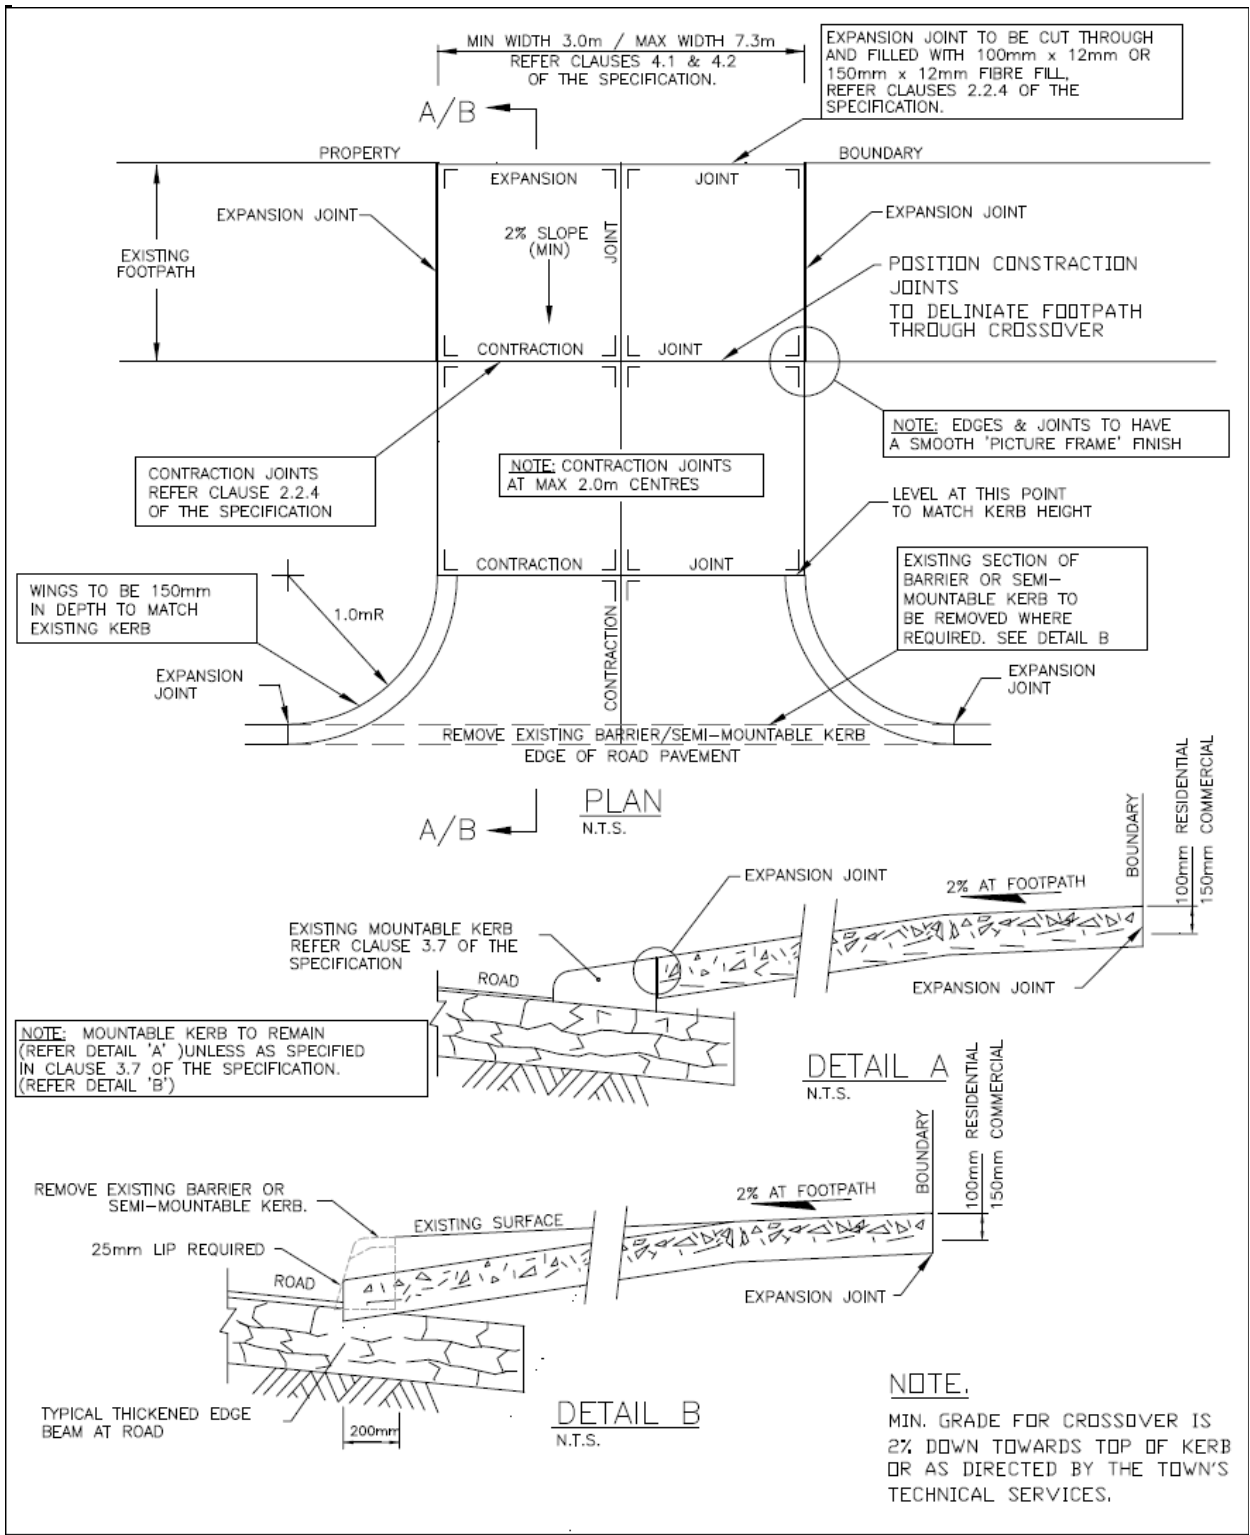 MIN WIDTH 3.0m / MAX WIDTH 7.3m
REFER CLAUSES 4.1 & 4.2
OF THE SPECIFICATION.
EXPANSION JOINT TO BE CUT THROUGH
AND FILLED WITH 100mm x 12mm OR
150mm x 12mm FIBRE FILL,
REFER CLAUSES 2.2.4 OF THE
SPECIFICATION.
A/B
PROPERTY
BOUNDARY
EXPANSION
JOINT
EXPANSION JOINT
EXPANSION JOINT
2% SLOPE
(MIN)
JOINT
EXISTING
FOOTPATH
POSITION CONSTRACTION
JOINTS
TO DELINIATE FOOTPATH
THROUGH CROSSOVER
CONTRACTION
JOINT
NOTE: EDGES & JOINTS TO HAVE
A SMOOTH 'PICTURE FRAME' FINISH
CONTRACTION JOINTS
REFER CLAUSE 2.2.4
OF THE SPECIFICATION
NOTE: CONTRACTION JOINTS
AT MAX 2.0m CENTRES
LEVEL AT THIS POINT
TO MATCH KERB HEIGHT
CONTRACTION
JOINT
EXISTING SECTION OF
BARRIER OR SEMI-
MOUNTABLE KERB TO
BE REMOVED WHERE
REQUIRED. SEE DETAIL B
WINGS TO BE 150mm
IN DEPTH TO MATCH
EXISTING KERB
1.0mR
CONTRACTION
EXPANSION
JOINT
EXPANSION
JOINT
REMOVE EXISTING BARRIER/SEMI-MOUNTABLE KERB
EDGE OF ROAD PAVEMENT
PLAN
N.T.S.
A/B
BOUNDARY
100mm RESIDENTIAL
150mm COMMERCIAL
EXPANSION JOINT
2% AT FOOTPATH
EXISTING MOUNTABLE KERB
REFER CLAUSE 3.7 OF THE
SPECIFICATION
ROAD
EXPANSION JOINT
NOTE: MOUNTABLE KERB TO REMAIN
(REFER DETAIL 'A' )UNLESS AS SPECIFIED
IN CLAUSE 3.7 OF THE SPECIFICATION.
(REFER DETAIL 'B')
DETAIL A
N.T.S.
BOUNDARY
100mm RESIDENTIAL
150mm COMMERCIAL
REMOVE EXISTING BARRIER OR
SEMI-MOUNTABLE KERB.
2% AT FOOTPATH
EXISTING SURFACE
25mm LIP REQUIRED
ROAD
EXPANSION JOINT
TYPICAL THICKENED EDGE
BEAM AT ROAD
200mm
DETAIL B
N.T.S.
NOTE.
MIN. GRADE FOR CROSSOVER IS
2% DOWN TOWARDS TOP OF KERB
OR AS DIRECTED BY THE TOWN'S
TECHNICAL SERVICES.